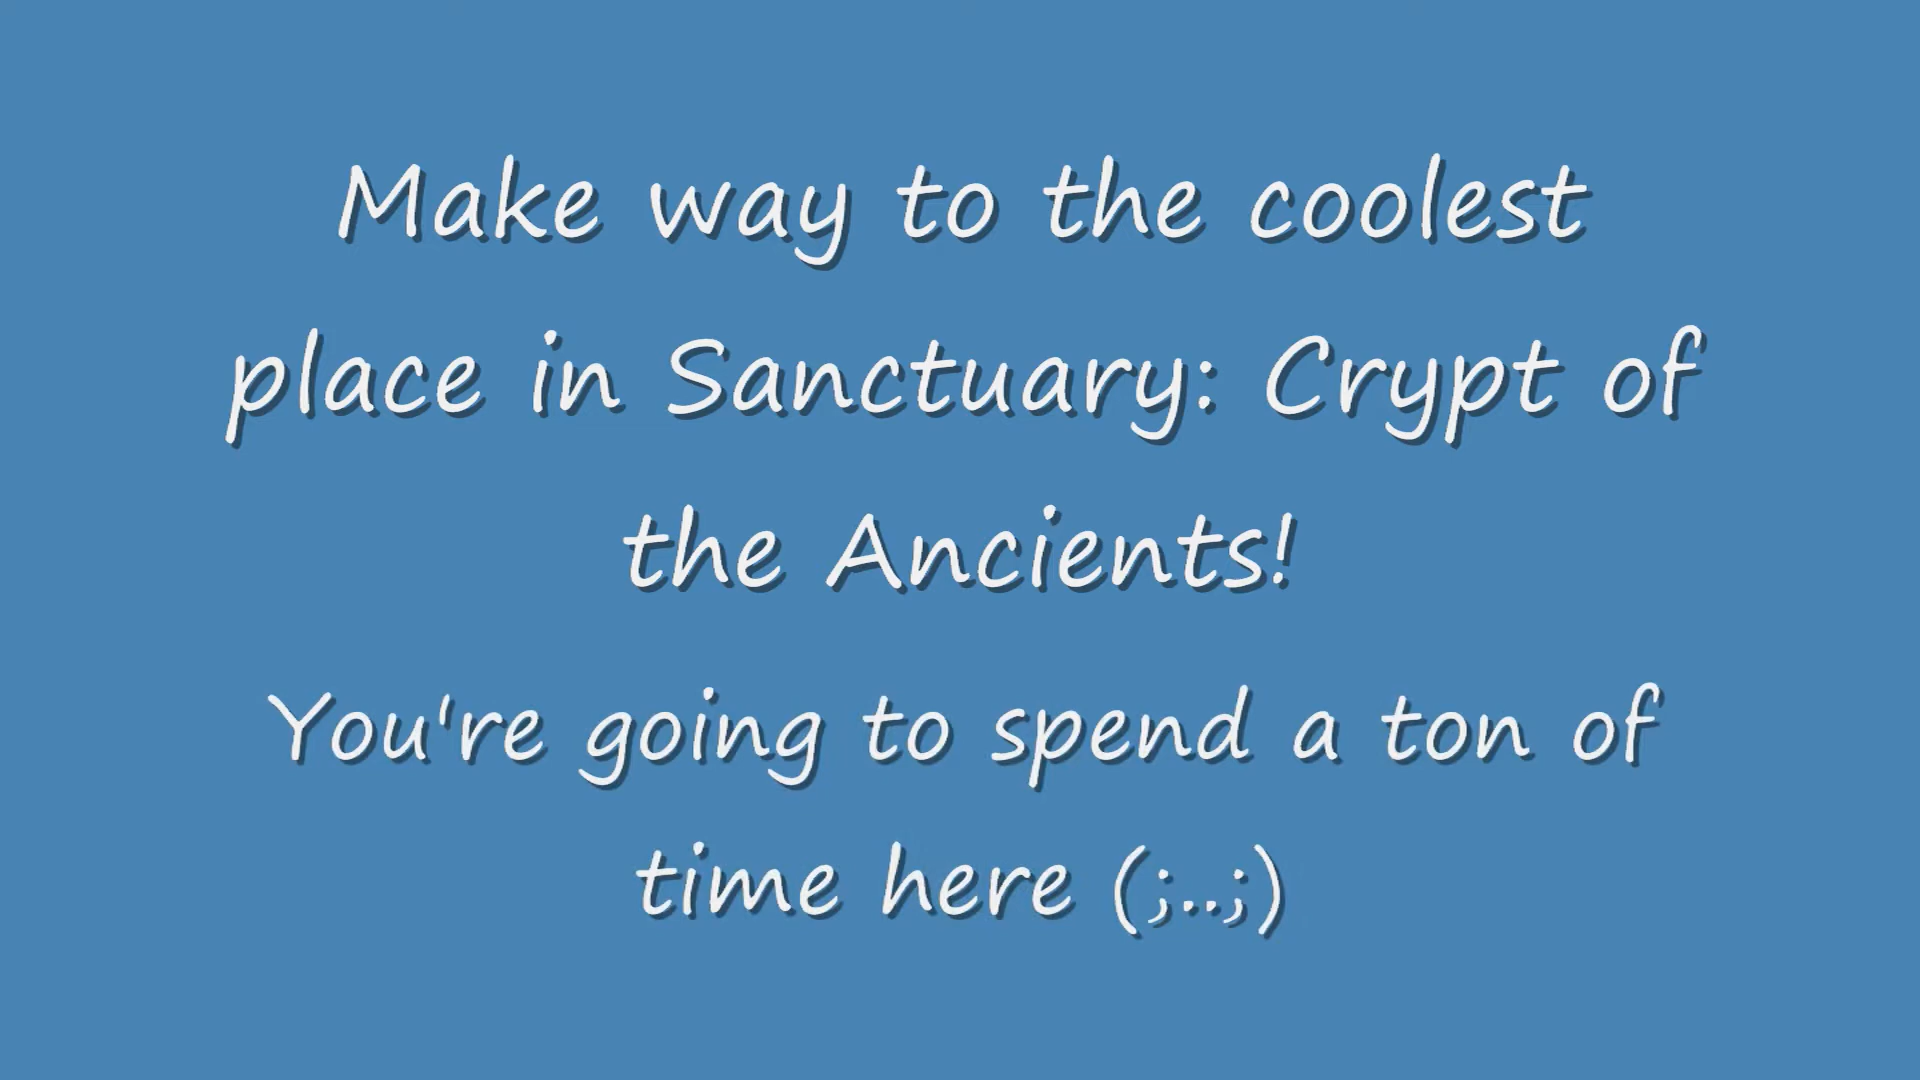 Make way to the coolest
place in Sanctuary: Crypt of
the Ancients!
You're going to spend a ton of
time here (;..;)